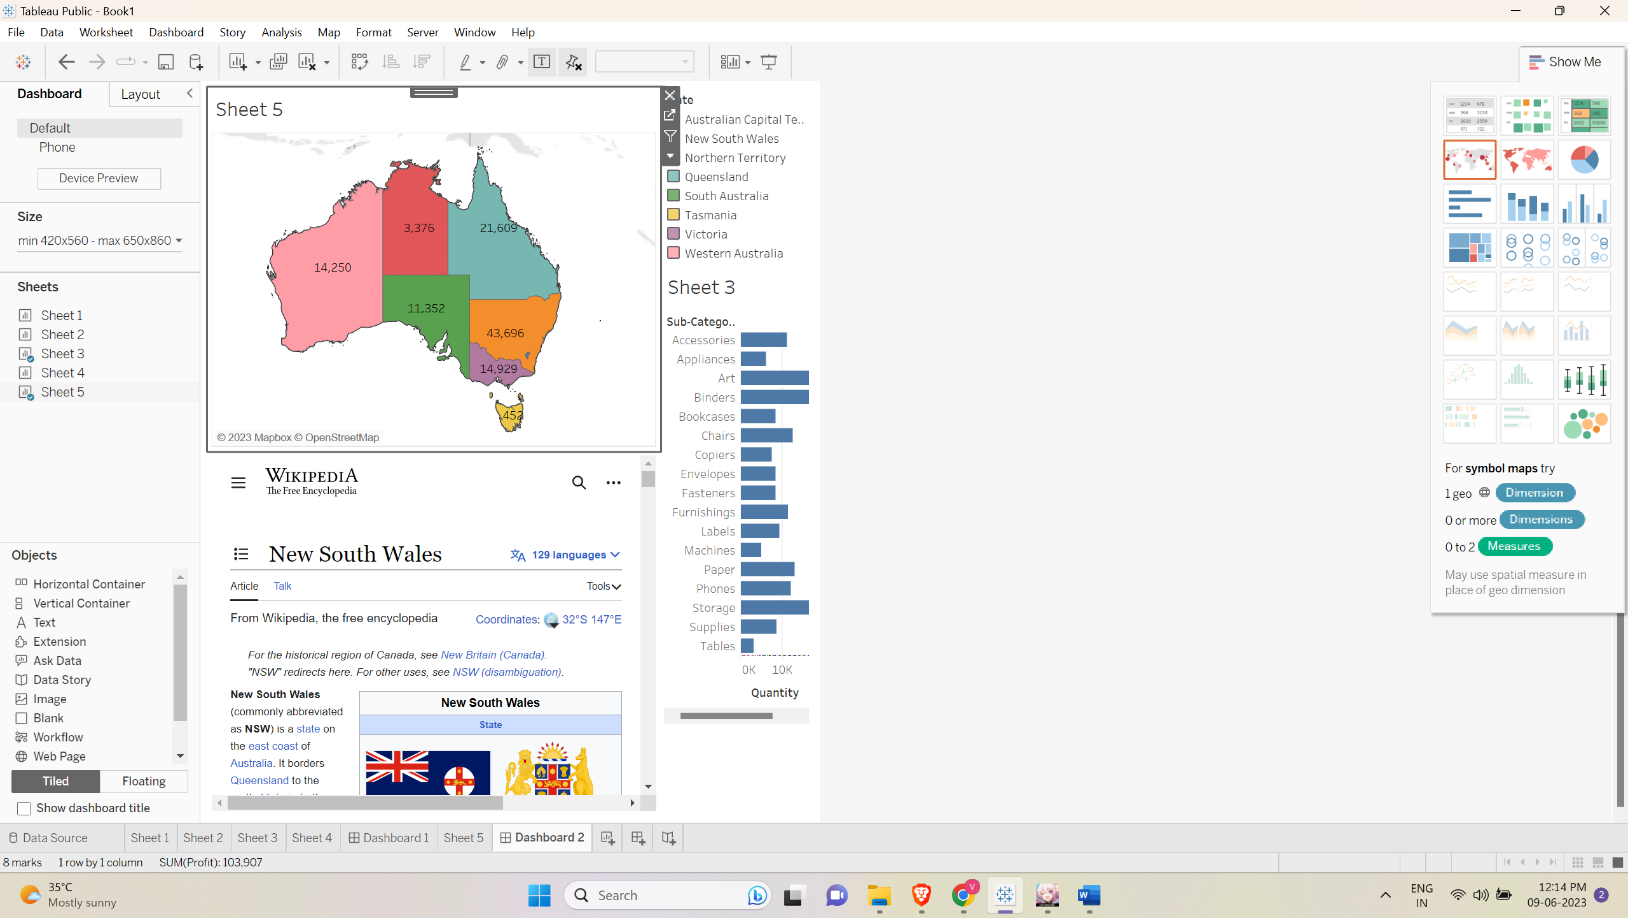 Tableau Public - Book1
File Data Worksheet Dashboard Story Analysis Map Format Server Window Help
Show Me
Dashboard Layout
Default
Phone
Device Preview
Size
min 420x560 - max 650x860
Sheets
Sheet 1
Sheet 2
Sheet 3
Sheet 4
Sheet 5
Objects
Horizontal Container
Vertical Container
Text
Extension
Ask Data
Data Story
Image
Blank
Workflow
Web Page
Tiled Floating
Show dashboard title
Sheet 5
3,376
21,609
14,250
11,352
43,696
14,929
452
© 2023 Mapbox © OpenStreetMap
Australian Capital Te..
New South Wales
Northern Territory
Queensland
South Australia
Tasmania
Victoria
Western Australia
Sheet 3
Sub-Catego..
Accessories
Appliances
Art
Binders
Bookcases
Chairs
Copiers
Envelopes
Fasteners
Furnishings
Labels
Machines
Paper
Phones
Storage
Supplies
Tables
0K 10K
Quantity
WIKIPEDIA
The Free Encyclopedia
New South Wales
129 languages
Article Talk
Tools
From Wikipedia, the free encyclopedia
Coordinates: 32°S 147°E
For the historical region of Canada, see New Britain (Canada).
"NSW" redirects here. For other uses, see NSW (disambiguation).
New South Wales
(commonly abbreviated
as NSW) is a state on
the east coast of
Australia. It borders
Queensland to the
New South Wales
State
For symbol maps try
1 geo Dimension
0 or more Dimensions
0 to 2 Measures
May use spatial measure in
place of geo dimension
Data Source Sheet 1 Sheet 2 Sheet 3 Sheet 4 Dashboard 1 Sheet 5 Dashboard 2
8 marks 1 row by 1 column SUM(Profit): 103,907
35°C
Mostly sunny
Search
V
ENG
IN
12:14 PM
09-06-2023
2